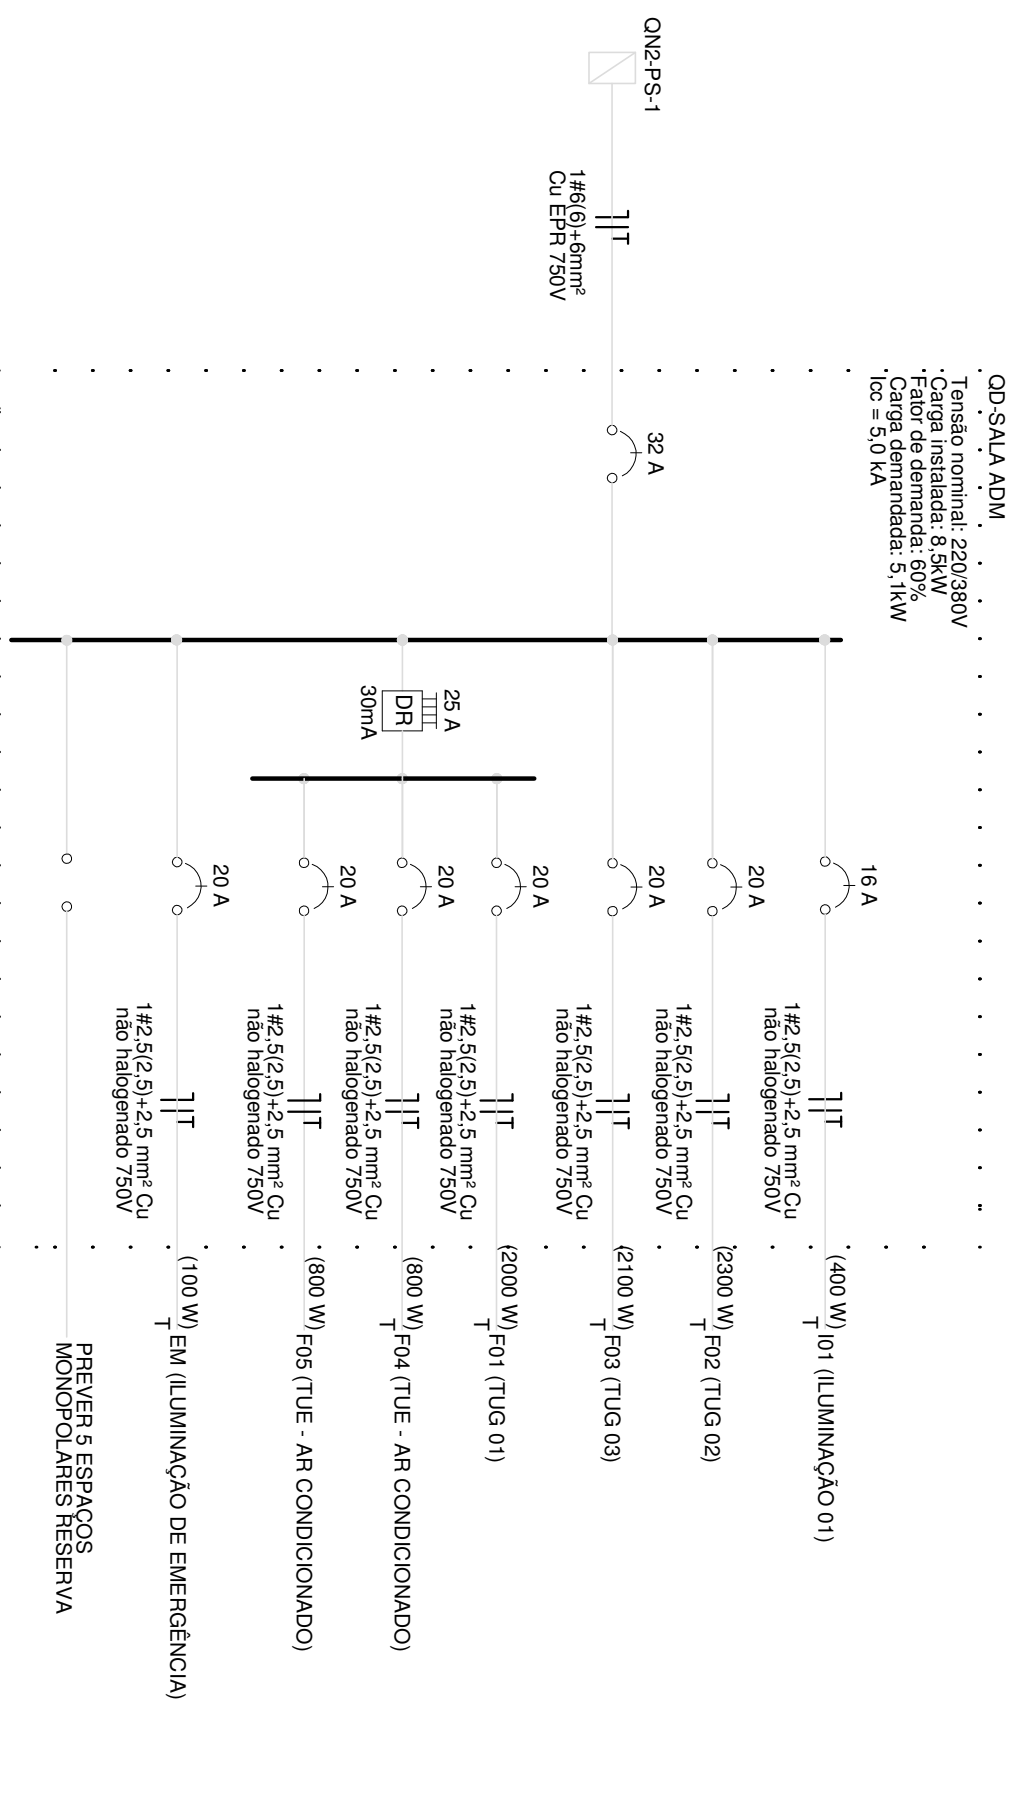 QD-SALA ADM
Tensão nominal: 220/380V
Carga instalada: 8,5kW
Fator de demanda: 60%
Carga demandada: 5,1kW
Icc = 5,0 kA
QN2-PS-1
1#6(6)+6mm²
Cu EPR 750V
T
32 A
16 A
1#2,5(2,5)+2,5 mm² Cu
não halogenado 750V
T
(400 W)
T
I01 (ILUMINAÇÃO 01)
20 A
1#2,5(2,5)+2,5 mm² Cu
não halogenado 750V
T
(2300 W)
T
F02 (TUG 02)
20 A
1#2,5(2,5)+2,5 mm² Cu
não halogenado 750V
T
(2100 W)
T
F03 (TUG 03)
25 A
DR
30mA
20 A
1#2,5(2,5)+2,5 mm² Cu
não halogenado 750V
T
(2000 W)
T
F01 (TUG 01)
20 A
1#2,5(2,5)+2,5 mm² Cu
não halogenado 750V
T
(800 W)
T
F04 (TUE - AR CONDICIONADO)
20 A
1#2,5(2,5)+2,5 mm² Cu
não halogenado 750V
T
(800 W)
F05 (TUE - AR CONDICIONADO)
20 A
1#2,5(2,5)+2,5 mm² Cu
não halogenado 750V
T
(100 W)
T
EM (ILUMINAÇÃO DE EMERGÊNCIA)
PREVER 5 ESPAÇOS
MONOPOLARES RESERVA